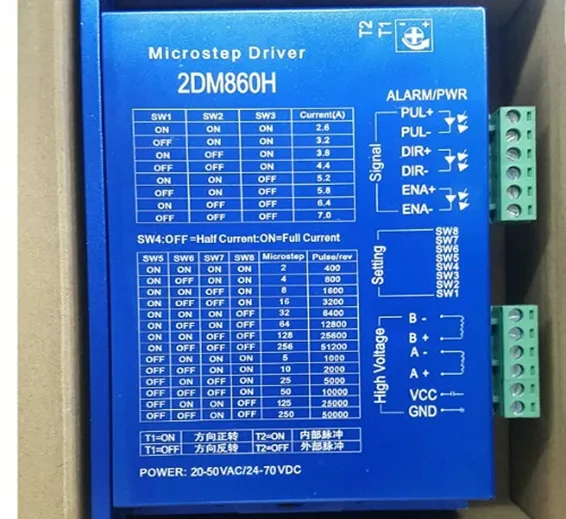 T2
T1
- +
Microstep Driver
2DM860H
SW1 SW2 SW3 Current(A)
ON ON ON 2.6
OFF ON ON 3.2
ON OFF ON 3.8
OFF OFF ON 4.4
ON ON OFF 5.2
OFF ON OFF 5.8
ON OFF OFF 6.4
OFF OFF OFF 7.0
SW4:OFF=Half Current:ON=Full Current
SW5 SW6 SW7 SW8 Microstep Pulse/rev
ON ON ON ON 2 400
ON OFF ON ON 4 800
ON ON OFF ON 8 1600
ON OFF OFF ON 16 3200
ON ON ON OFF 32 6400
ON OFF ON OFF 64 12800
ON ON OFF OFF 128 25600
ON OFF OFF OFF 256 51200
OFF ON ON ON 5 1000
OFF OFF ON ON 10 2000
OFF ON OFF ON 25 5000
OFF OFF OFF ON 50 10000
OFF ON ON OFF 125 25000
OFF OFF ON OFF 250 50000
T1=ON 方向正转 T2=ON 内部脉冲
T1=OFF 方向反转 T2=OFF 外部脉冲
POWER: 20-50VAC/24-70VDC
ALARM/PWR
Signal
PUL+
PUL-
DIR+
DIR-
ENA+
ENA-
Setting
SW8
SW7
SW6
SW5
SW4
SW3
SW2
SW1
High Voltage
B -
B +
A -
A +
VCC
GND